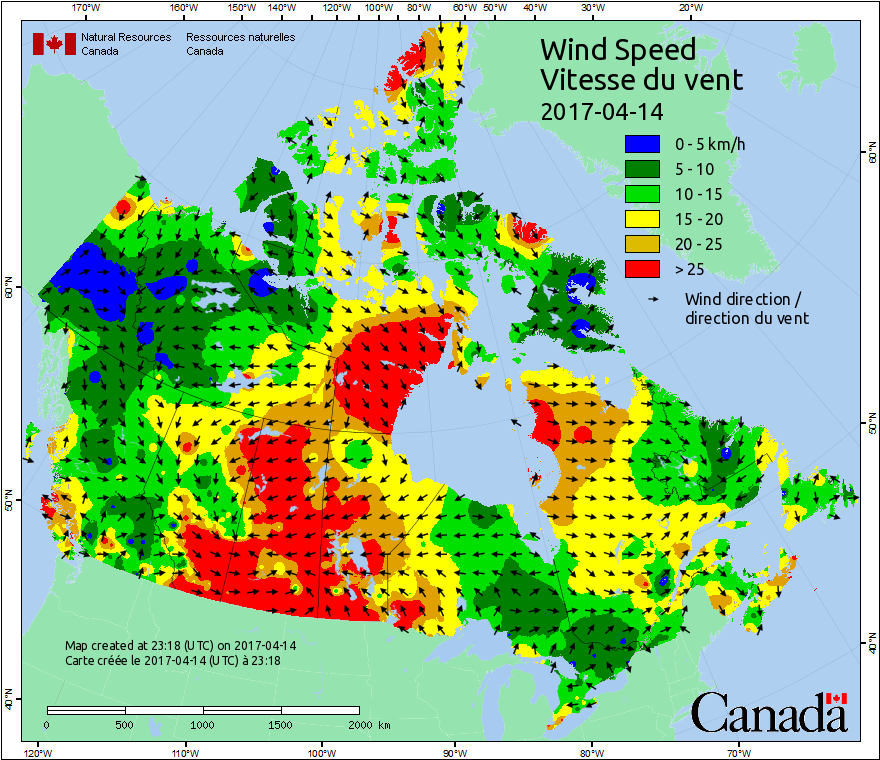 170°W 160°W 150°W 140°W 120°W 110°W 100°W 80°W 60°W 50°W 40°W 30°W 20°W
Natural Resources Ressources naturelles
Canada Canada
Wind Speed
Vitesse du vent
2017-04-14
0 - 5 km/h
5 - 10
10 - 15
15 - 20
20 - 25
> 25
Wind direction /
direction du vent
60°N
60°N
50°N
50°N
40°N
40°N
Map created at 23:18 (UTC) on 2017-04-14
Carte créée le 2017-04-14 (UTC) à 23:18
0 500 1000 1500 2000 km
Canada
120°W 110°W 100°W 90°W 80°W 70°W